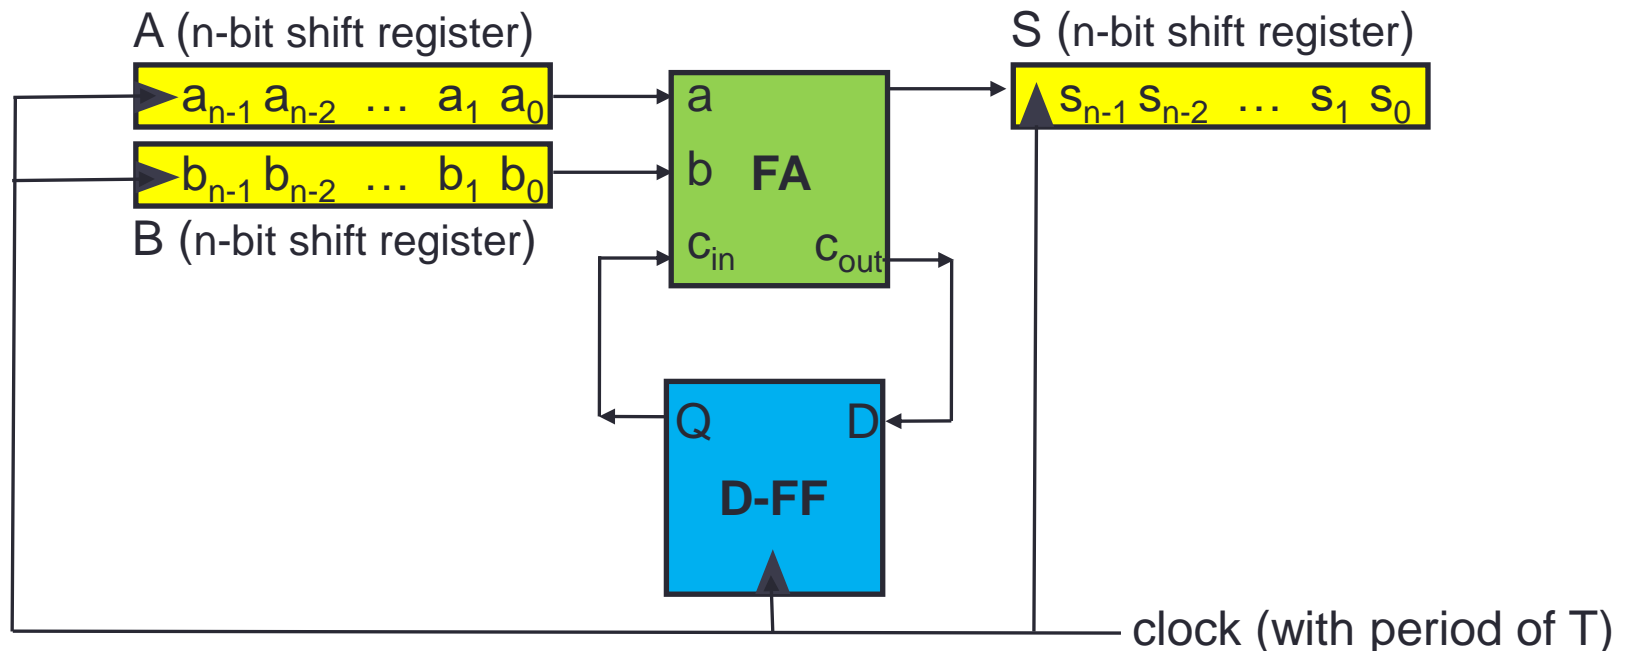 A (n-bit shift register)
S (n-bit shift register)
aₙ₋₁ aₙ₋₂ … a₁ a₀
a
sₙ₋₁ sₙ₋₂ … s₁ s₀
bₙ₋₁ bₙ₋₂ … b₁ b₀
b
FA
B (n-bit shift register)
cᵢₙ
c_out
Q
D
D-FF
clock (with period of T)